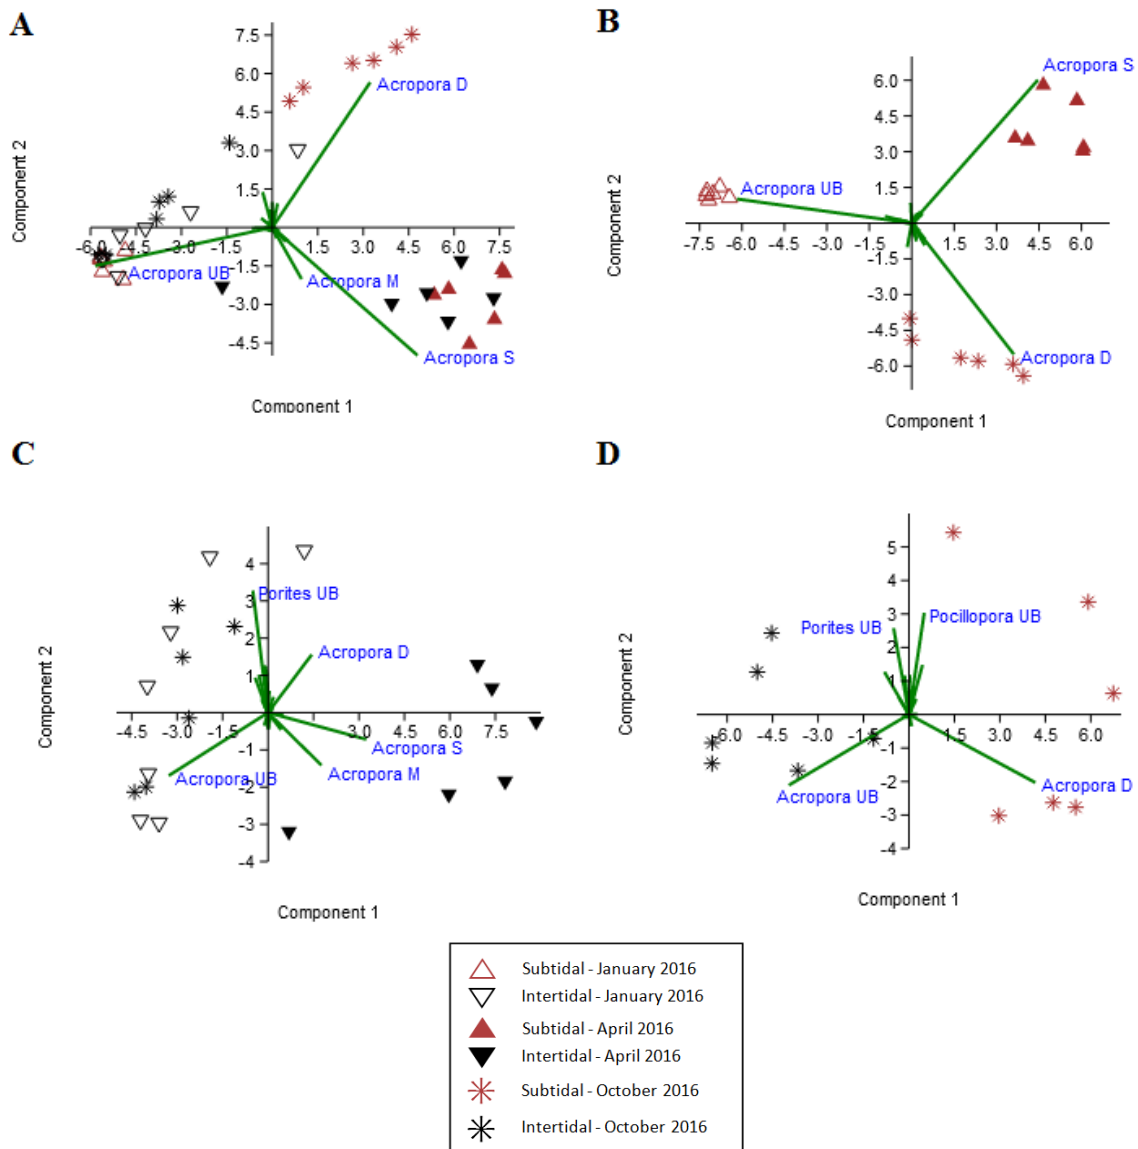 A
B
Component 2
7.5
6.0
4.5
3.0
1.5
-1.5
-3.0
-4.5
-6.0
-4.5
-3.0
-1.5
1.5
3.0
4.5
6.0
7.5
Acropora D
Acropora UB
Acropora M
Acropora S
Component 1
Component 2
6.0
4.5
3.0
1.5
-1.5
-3.0
-4.5
-6.0
-7.5
-6.0
-4.5
-3.0
-1.5
1.5
3.0
4.5
6.0
Acropora S
Acropora UB
Acropora D
Component 1
C
D
Component 2
4
3
2
1
-1
-2
-3
-4
-4.5
-3.0
-1.5
1.5
3.0
4.5
6.0
7.5
Porites UB
Acropora D
Acropora S
Acropora M
Acropora UB
Component 1
Component 2
5
4
3
2
1
-1
-2
-3
-4
-6.0
-4.5
-3.0
-1.5
1.5
3.0
4.5
6.0
Porites UB
Pocillopora UB
Acropora UB
Acropora D
Component 1
Subtidal - January 2016
Intertidal - January 2016
Subtidal - April 2016
Intertidal - April 2016
Subtidal - October 2016
Intertidal - October 2016